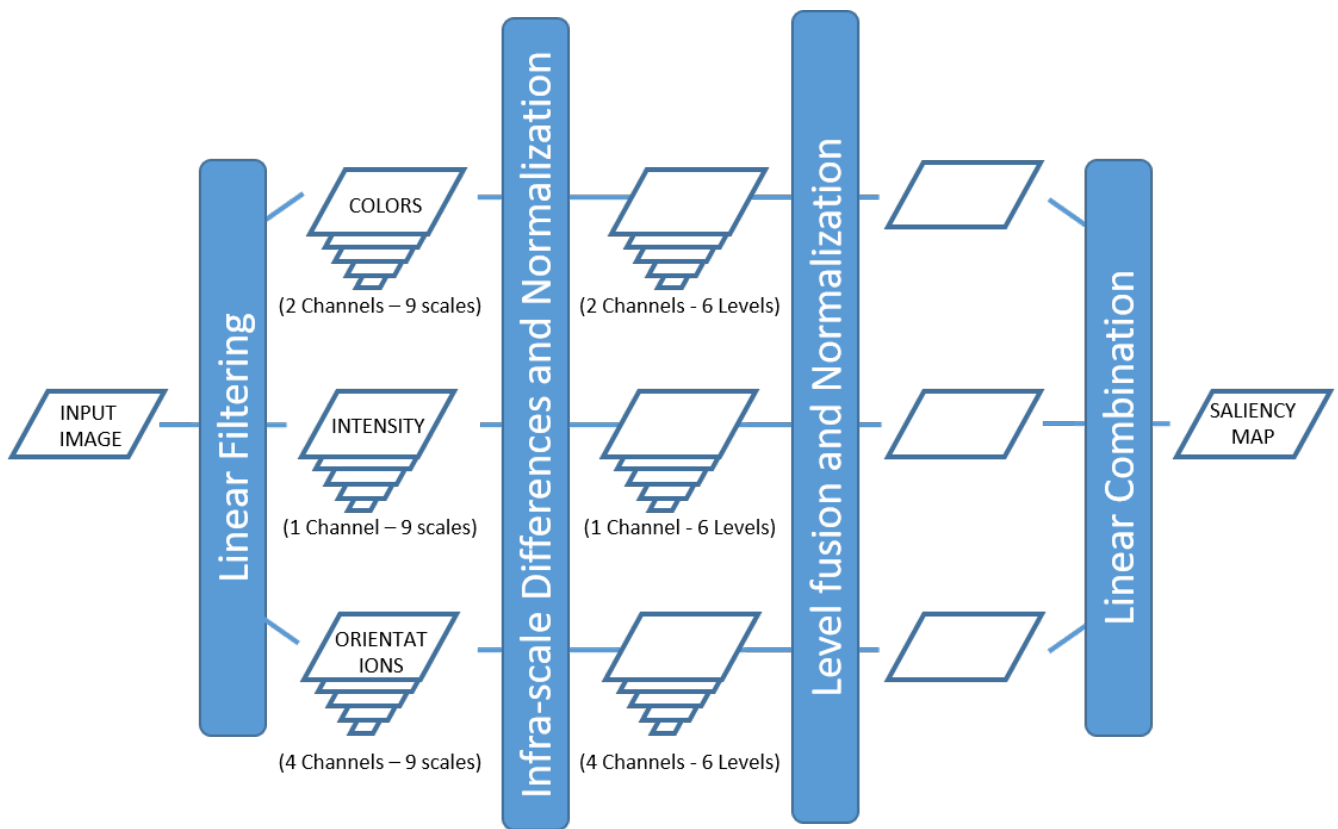 INPUT
IMAGE
Linear Filtering
COLORS
(2 Channels – 9 scales)
INTENSITY
(1 Channel – 9 scales)
ORIENTAT
IONS
(4 Channels – 9 scales)
Infra-scale Differences and Normalization
(2 Channels - 6 Levels)
(1 Channel - 6 Levels)
(4 Channels - 6 Levels)
Level fusion and Normalization
Linear Combination
SALIENCY
MAP